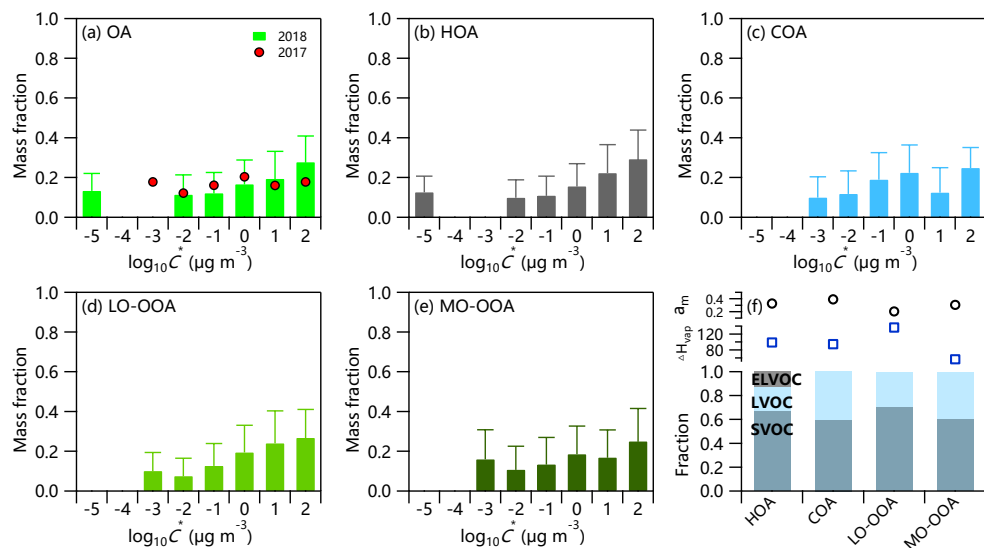 (a) OA
2018
2017
Mass fraction
1.0
0.8
0.6
0.4
0.2
0.0
-5 -4 -3 -2 -1 0 1 2
log10C* (µg m-3)
(b) HOA
Mass fraction
1.0
0.8
0.6
0.4
0.2
0.0
-5 -4 -3 -2 -1 0 1 2
log10C* (µg m-3)
(c) COA
Mass fraction
1.0
0.8
0.6
0.4
0.2
0.0
-5 -4 -3 -2 -1 0 1 2
log10C* (µg m-3)
(d) LO-OOA
Mass fraction
1.0
0.8
0.6
0.4
0.2
0.0
-5 -4 -3 -2 -1 0 1 2
log10C* (µg m-3)
(e) MO-OOA
Mass fraction
1.0
0.8
0.6
0.4
0.2
0.0
-5 -4 -3 -2 -1 0 1 2
log10C* (µg m-3)
(f)
am
0.4
0.2
△Hvap
120
80
Fraction
1.0
0.8
0.6
0.4
0.2
0.0
ELVOC
LVOC
SVOC
HOA
COA
LO-OOA
MO-OOA